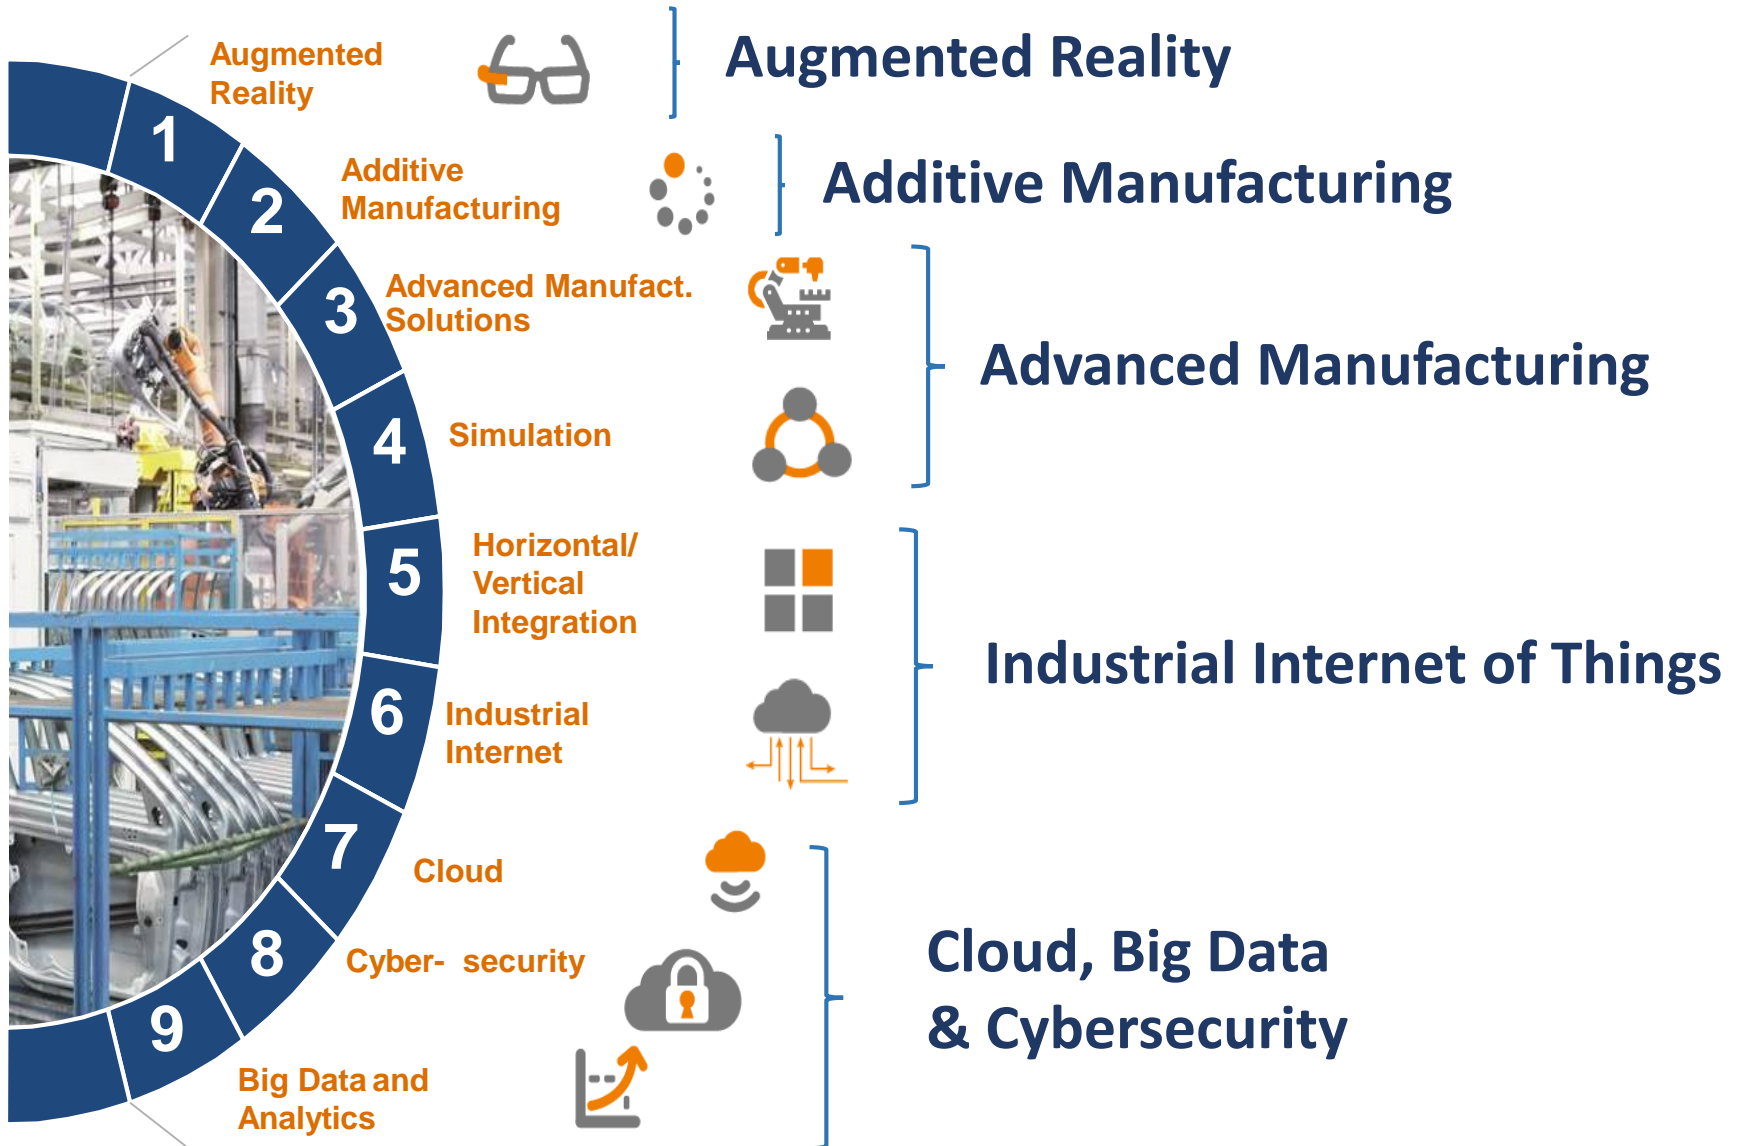 Augmented
Reality
Augmented Reality
1
Additive
Manufacturing
Additive Manufacturing
2
Advanced Manufact.
Solutions
3
Advanced Manufacturing
4
Simulation
5
Horizontal/
Vertical
Integration
Industrial Internet of Things
6
Industrial
Internet
7
Cloud
8
Cyber- security
Cloud, Big Data
& Cybersecurity
9
Big Data and
Analytics